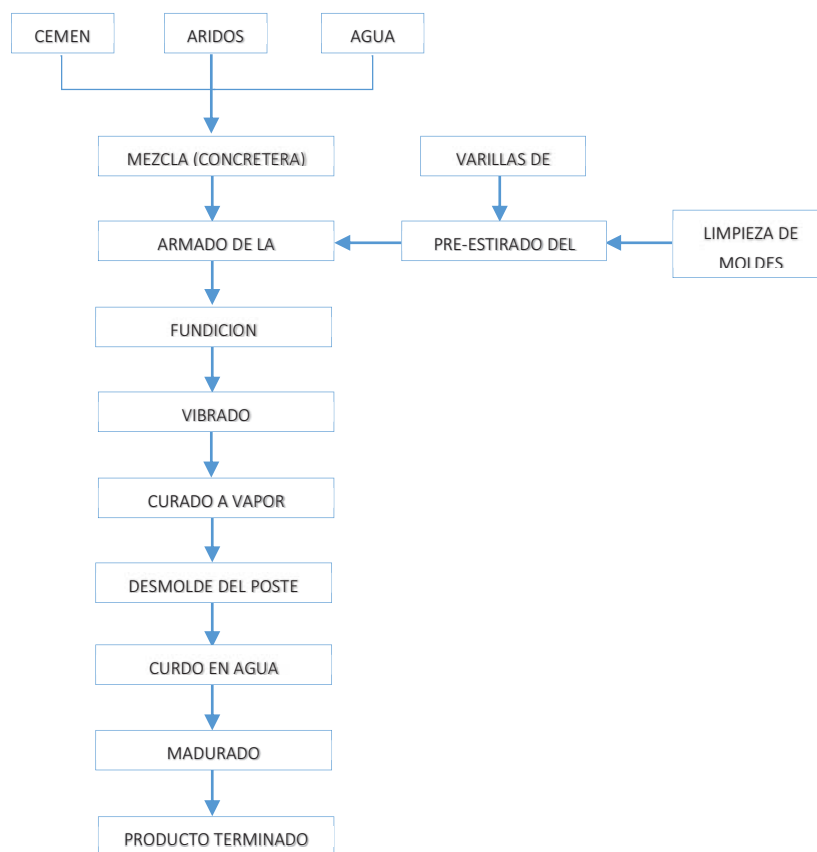 CEMEN
ARIDOS
AGUA
MEZCLA (CONCRETERA)
VARILLAS DE
ARMADO DE LA
PRE-ESTIRADO DEL
LIMPIEZA DE
MOLDES
FUNDICION
VIBRADO
CURADO A VAPOR
DESMOLDE DEL POSTE
CURDO EN AGUA
MADURADO
PRODUCTO TERMINADO